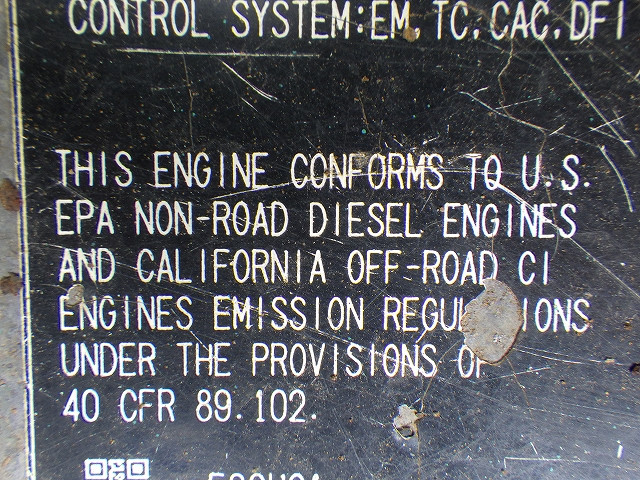 CONTROL SYSTEM:EM,TC,CAC,DFI
THIS ENGINE CONFORMS TO U.S.
EPA NON-ROAD DIESEL ENGINES
AND CALIFORNIA OFF-ROAD CI
ENGINES EMISSION
UNDER THE PROVISIONS
40 CFR 89.102.